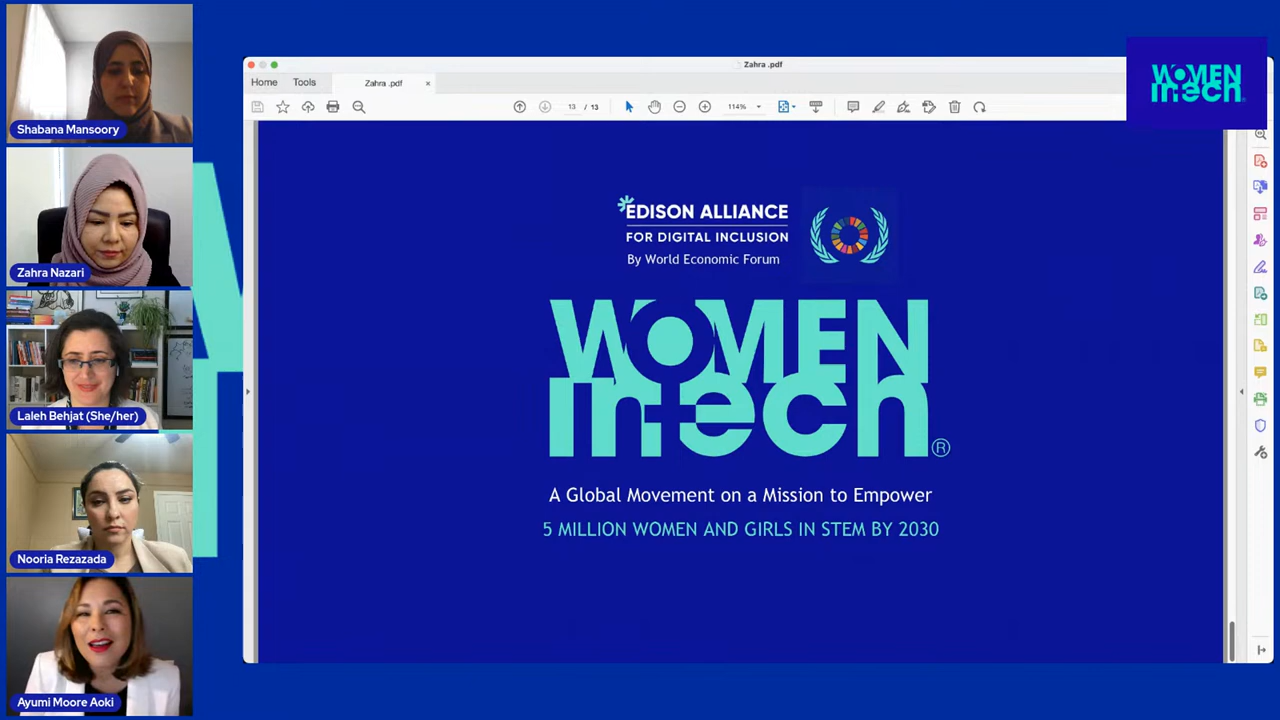 Shabana Mansoory
Zahra Nazari
Laleh Behjat (She/her)
Nooria Rezazada
Ayumi Moore Aoki
Zahra .pdf
Home
Tools
Zahra .pdf
×
13 / 13
114%
WOMEN
in tech
EDISON ALLIANCE
FOR DIGITAL INCLUSION
By World Economic Forum
WOMEN
in tech®
A Global Movement on a Mission to Empower
5 MILLION WOMEN AND GIRLS IN STEM BY 2030